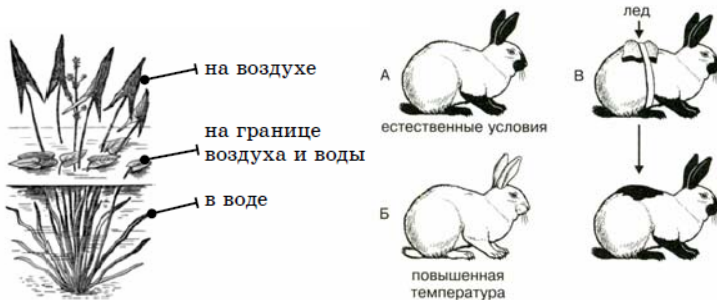 на воздухе
на границе
воздуха и воды
в воде
А
естественные условия
Б
повышенная
температура
лед
В